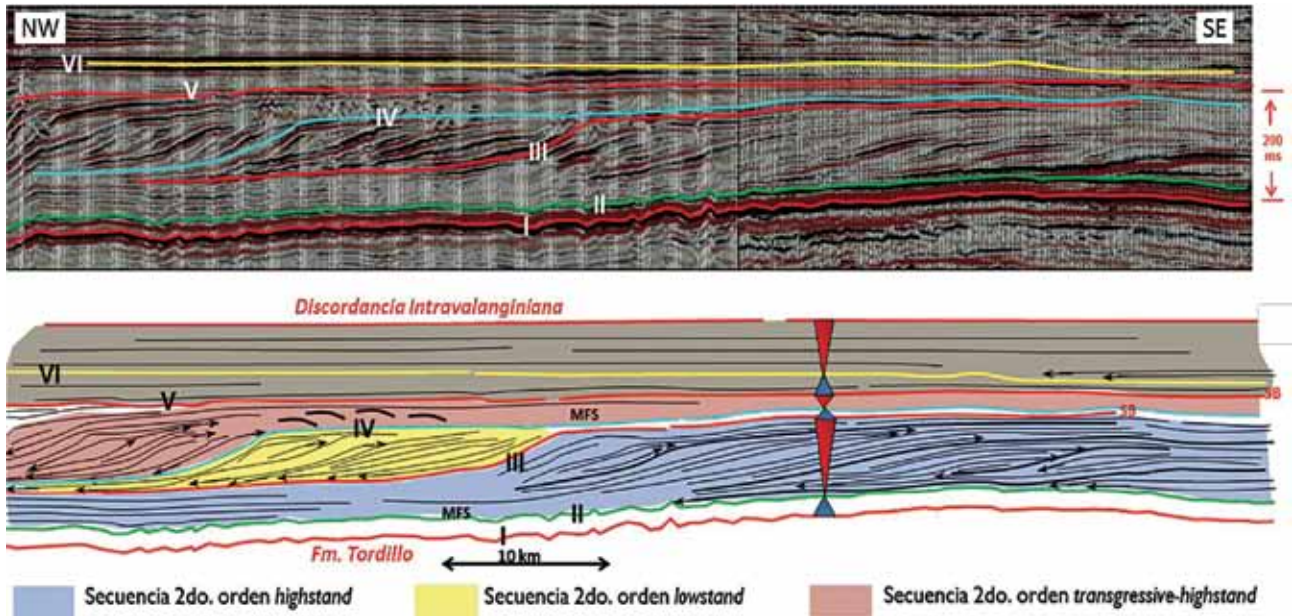 NW
SE
VI
V
IV
III
II
I
200
ms
Discordancia Intravalanginiana
VI
V
SB
MFS
SB
IV
III
MFS
II
I
Fm. Tordillo
10 km
Secuencia 2do. orden highstand
Secuencia 2do. orden lowstand
Secuencia 2do. orden transgressive-highstand